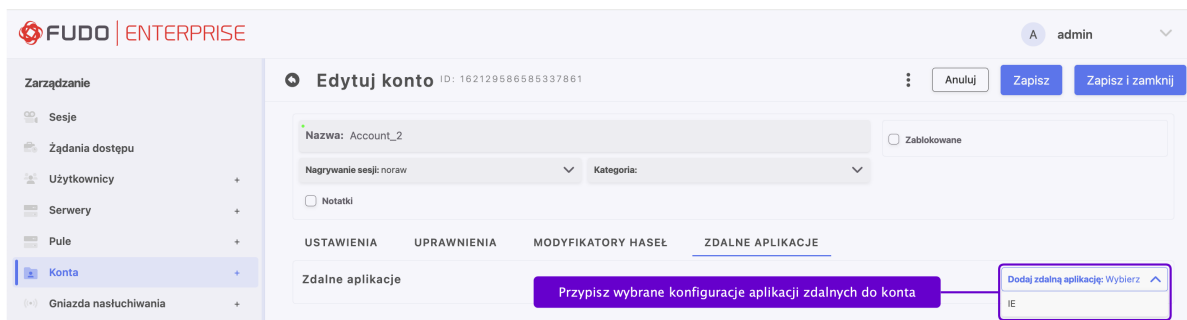 FUDO ENTERPRISE
A admin
Zarządzanie
Edytuj konto ID: 162129586585337861
Anuluj
Zapisz
Zapisz i zamknij
Sesje
Żądania dostępu
Użytkownicy +
Serwery +
Pule +
Konta +
Gniazda nasłuchiwania +
Nazwa: Account_2
Zablokowane
Nagrywanie sesji: noraw
Kategoria:
Notatki
USTAWIENIA UPRAWNIENIA MODYFIKATORY HASEŁ ZDALNE APLIKACJE
Zdalne aplikacje
Przypisz wybrane konfiguracje aplikacji zdalnych do konta
Dodaj zdalną aplikację: Wybierz
IE